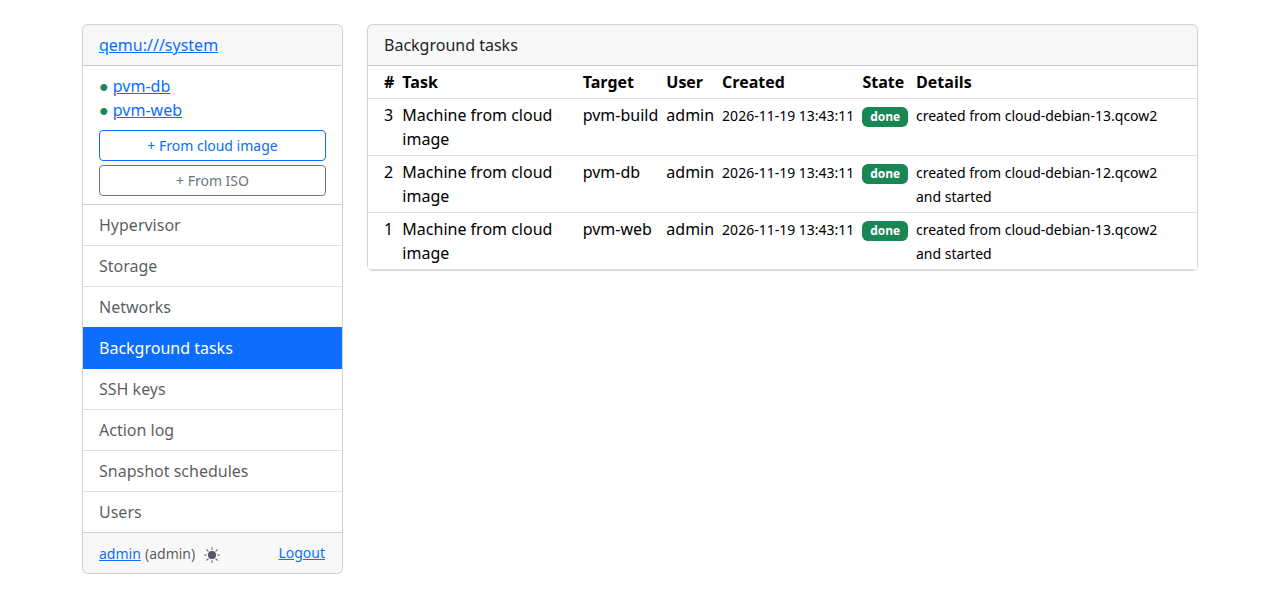 qemu:///system
● pvm-db
● pvm-web
+ From cloud image
+ From ISO
Hypervisor
Storage
Networks
Background tasks
SSH keys
Action log
Snapshot schedules
Users
admin (admin) Logout
Background tasks
# Task Target User Created State Details
3 Machine from cloud image pvm-build admin 2026-11-19 13:43:11 done created from cloud-debian-13.qcow2
2 Machine from cloud image pvm-db admin 2026-11-19 13:43:11 done created from cloud-debian-12.qcow2 and started
1 Machine from cloud image pvm-web admin 2026-11-19 13:43:11 done created from cloud-debian-13.qcow2 and started